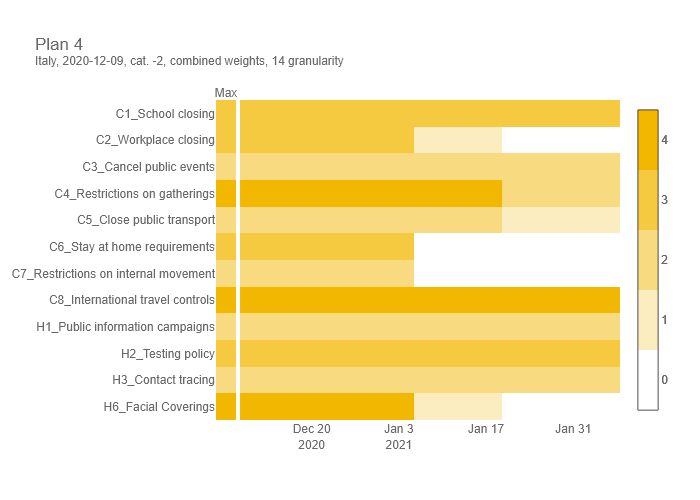 Plan 4
Italy, 2020-12-09, cat. -2, combined weights, 14 granularity
Max
C1_School closing
C2_Workplace closing
C3_Cancel public events
C4_Restrictions on gatherings
C5_Close public transport
C6_Stay at home requirements
C7_Restrictions on internal movement
C8_International travel controls
H1_Public information campaigns
H2_Testing policy
H3_Contact tracing
H6_Facial Coverings
Dec 20 Jan 3 Jan 17 Jan 31
2020 2021
4
3
2
1
0